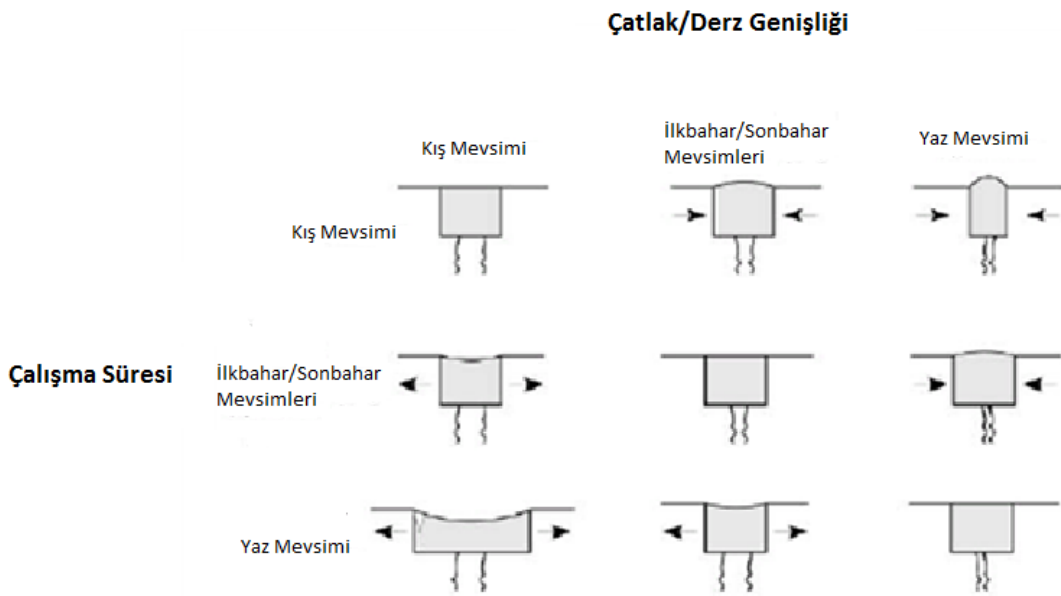 Çatlak/Derz Genişliği
Kış Mevsimi
İlkbahar/Sonbahar
Mevsimleri
Yaz Mevsimi
Kış Mevsimi
Çalışma Süresi
İlkbahar/Sonbahar
Mevsimleri
Yaz Mevsimi